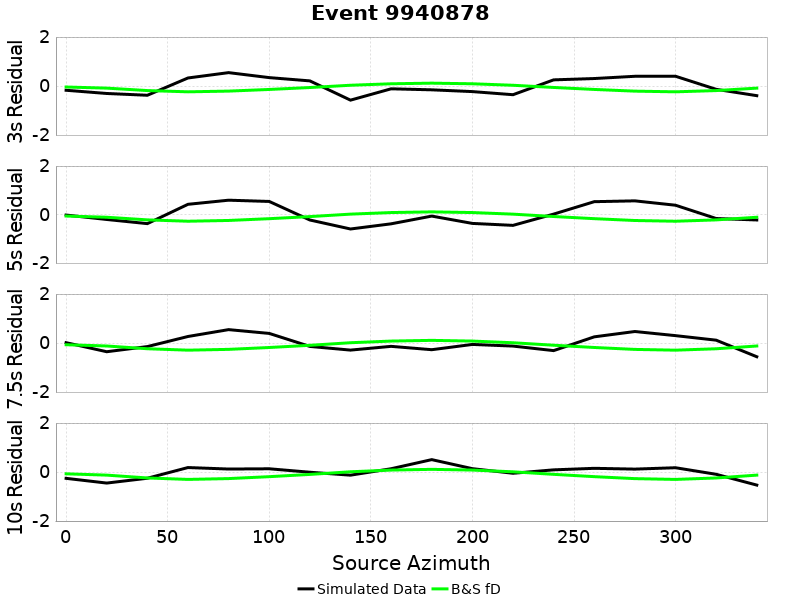 Event 9940878
3s Residual
2
0
-2
5s Residual
2
0
-2
7.5s Residual
2
0
-2
10s Residual
2
0
-2
0 50 100 150 200 250 300
Source Azimuth
Simulated Data B&S fD